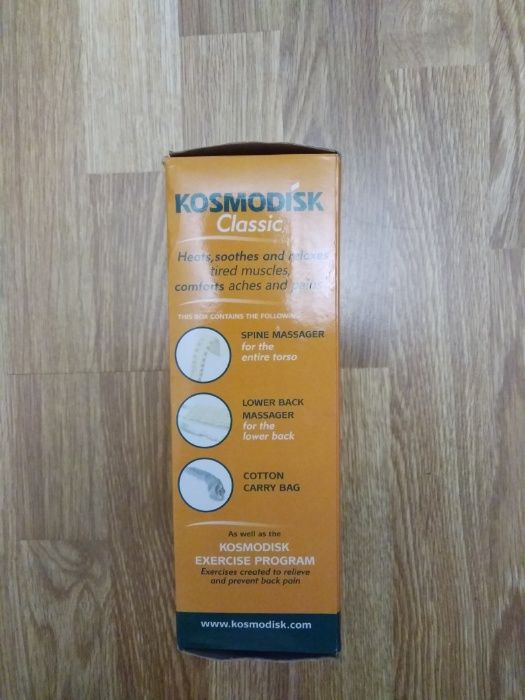 KOSMODISK
Classic
Heats, soothes and relaxes
tired muscles,
comforts aches and pains
THIS BOX CONTAINS THE FOLLOWING
SPINE MASSAGER
for the
entire torso
LOWER BACK
MASSAGER
for the
lower back
COTTON
CARRY BAG
As well as the
KOSMODISK
EXERCISE PROGRAM
Exercises created to relieve
and prevent back pain
www.kosmodisk.com